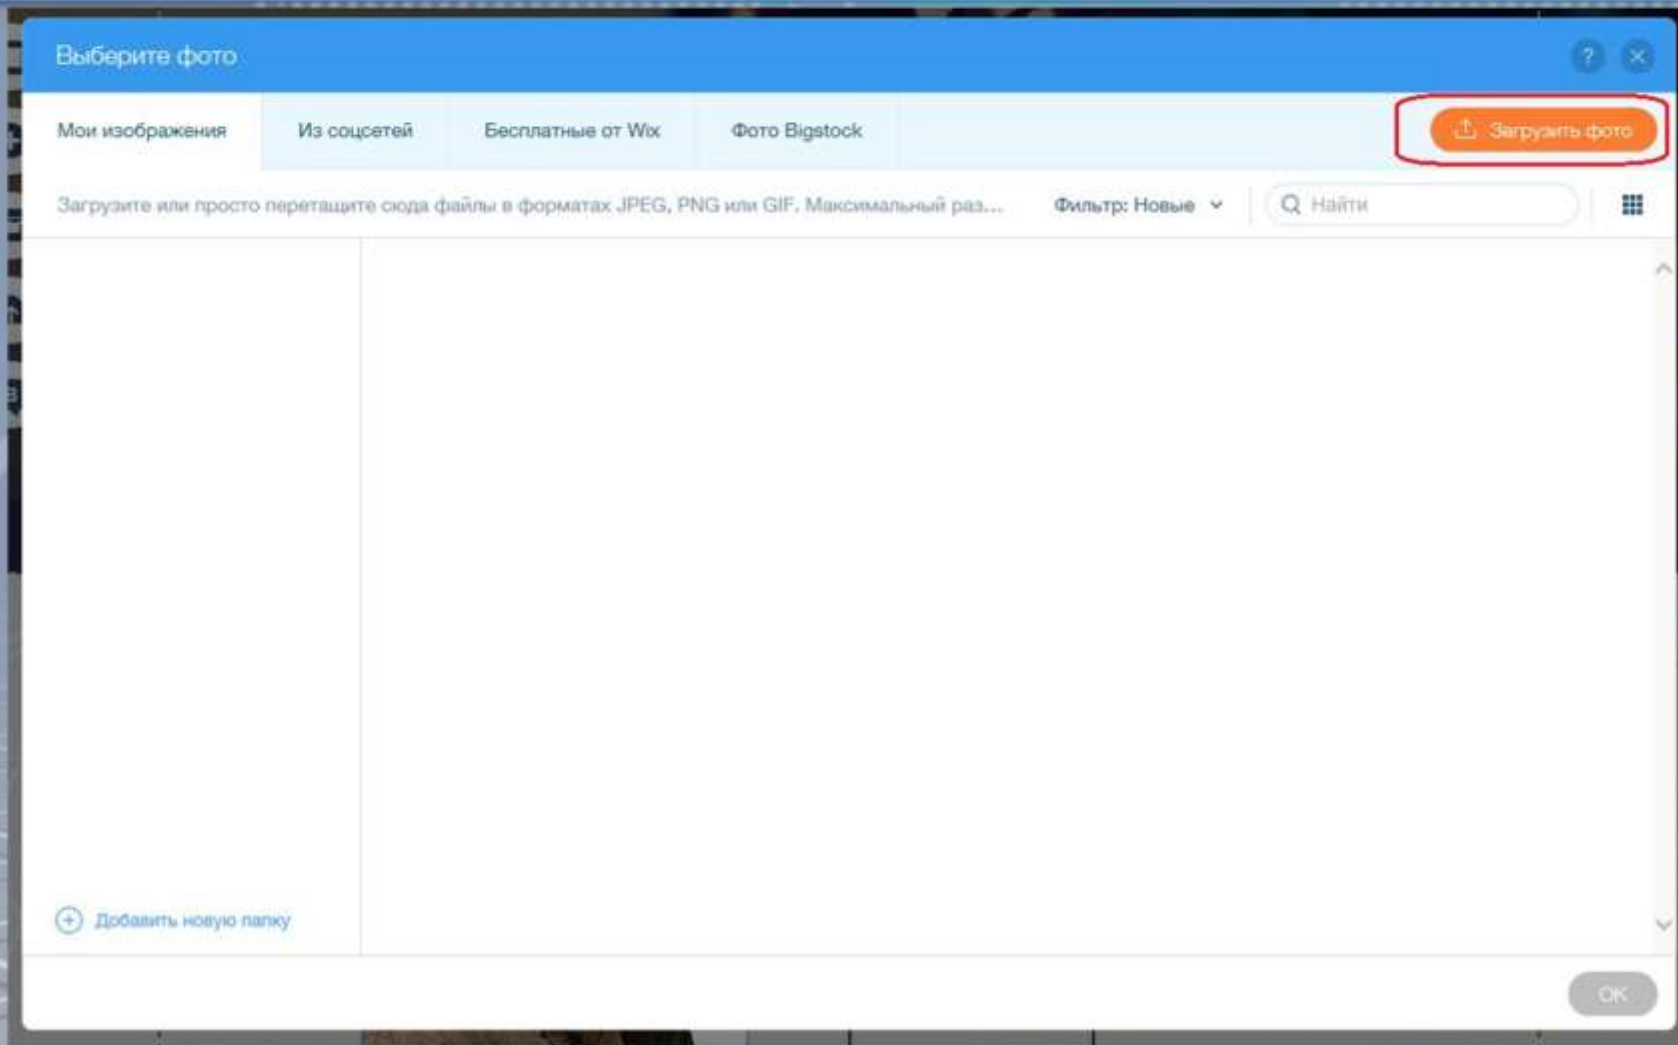 Выберите фото
?
Мои изображения
Из соцсетей
Бесплатные от Wix
Фото Bigstock
Загрузить фото
Загрузите или просто перетащите сюда файлы в форматах JPEG, PNG или GIF. Максимальный раз...
Фильтр: Новые
Найти
Добавить новую папку
OK